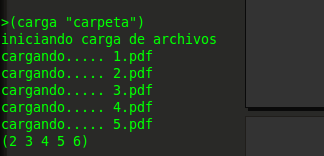 >(carga "carpeta")
iniciando carga de archivos
cargando..... 1.pdf
cargando..... 2.pdf
cargando..... 3.pdf
cargando..... 4.pdf
cargando..... 5.pdf
(2 3 4 5 6)